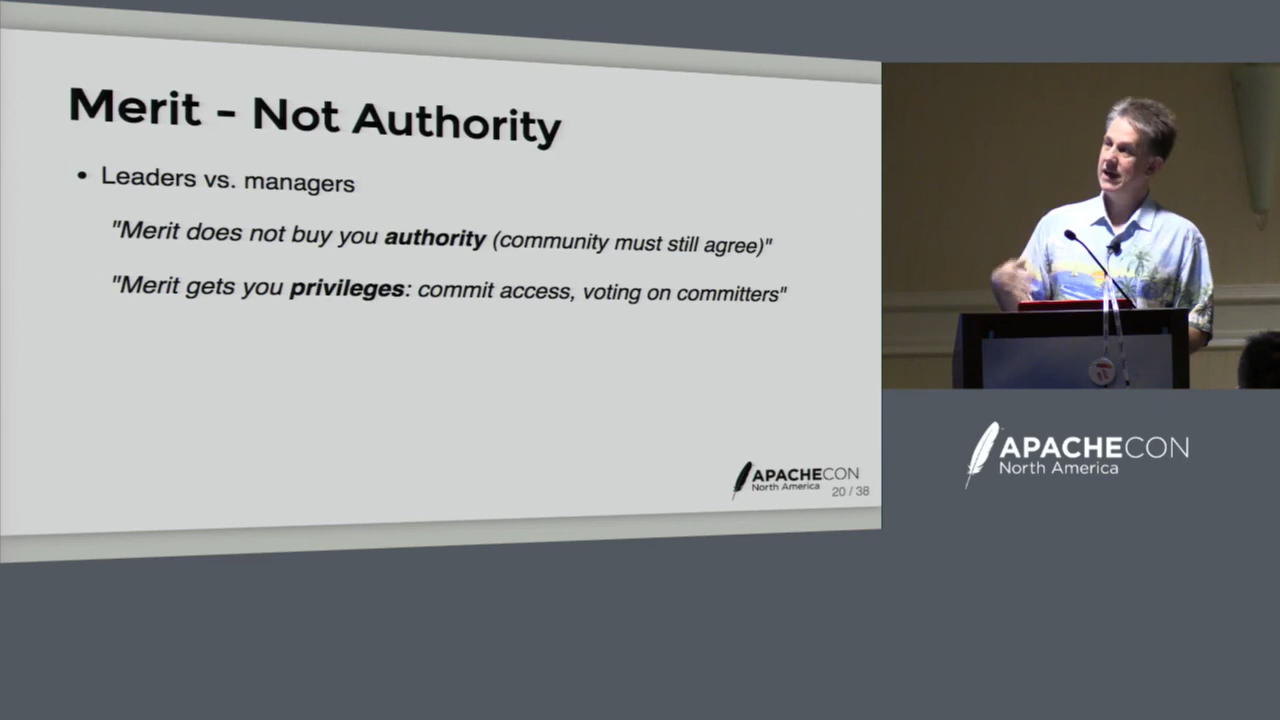 Merit - Not Authority
• Leaders vs. managers
"Merit does not buy you authority (community must still agree)"
"Merit gets you privileges: commit access, voting on committers"
APACHECON
North America
20 / 38
APACHECON
North America